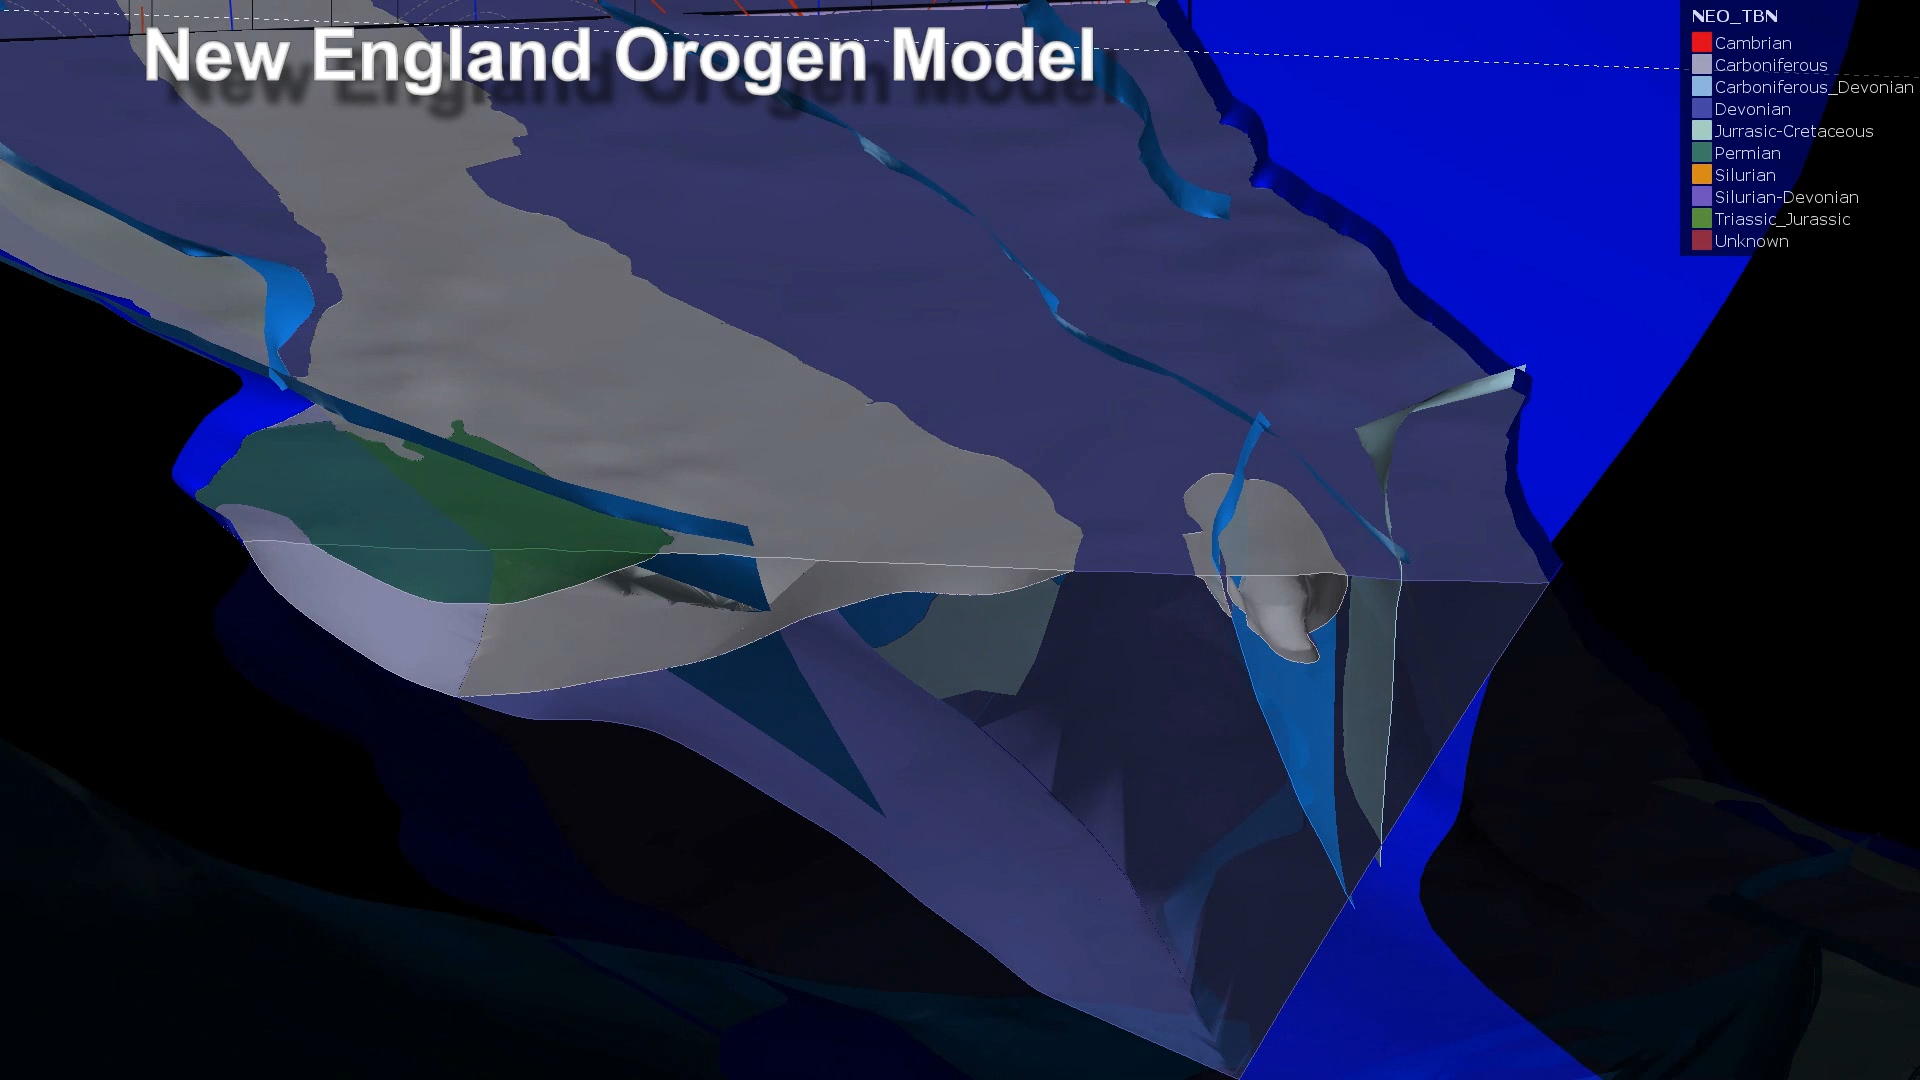 New England Orogen Model
NEO_TBN
Cambrian
Carboniferous
Carboniferous_Devonian
Devonian
Jurrasic-Cretaceous
Permian
Silurian
Silurian-Devonian
Triassic_Jurassic
Unknown